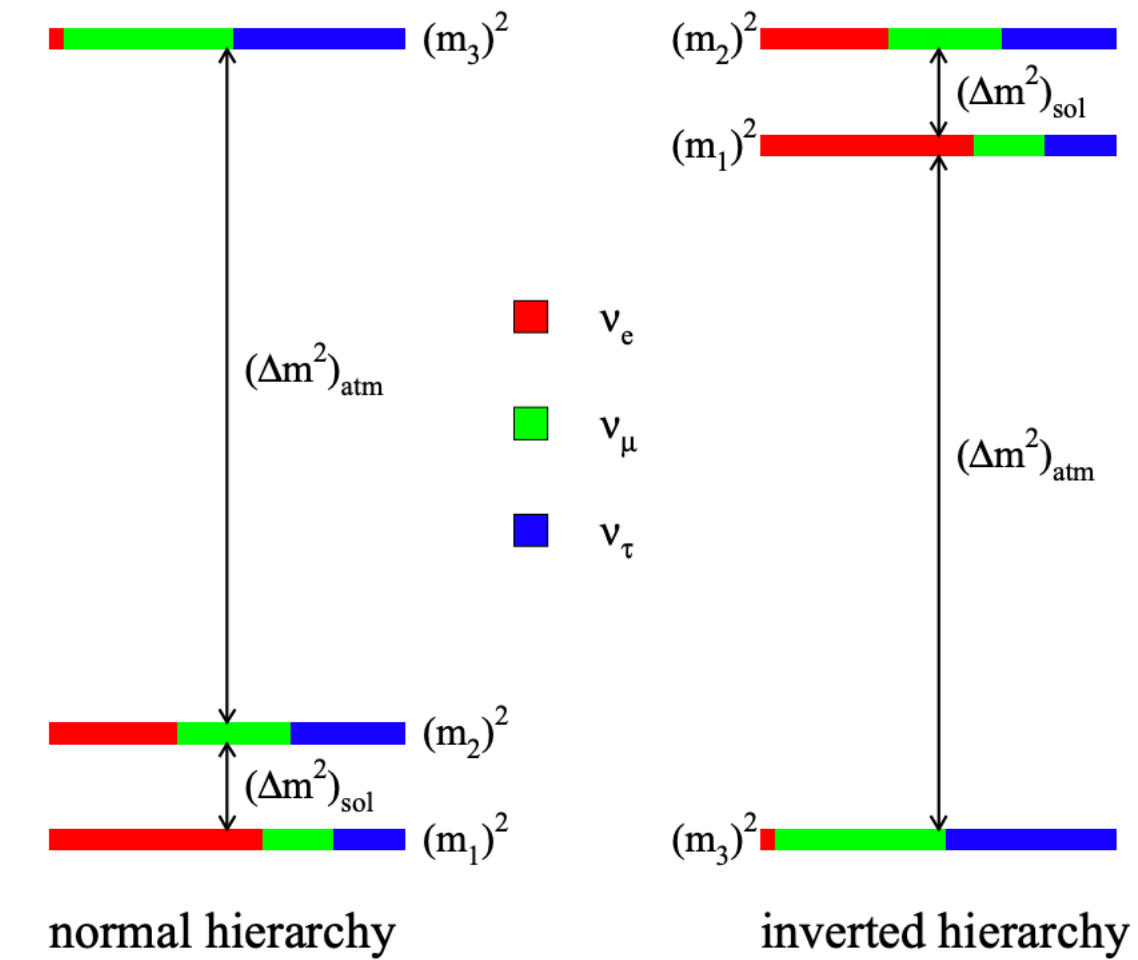 (m₃)²
(Δm²)atm
(m₂)²
(Δm²)sol
(m₁)²
normal hierarchy
νe
νμ
ντ
(m₂)²
(Δm²)sol
(m₁)²
(Δm²)atm
(m₃)²
inverted hierarchy